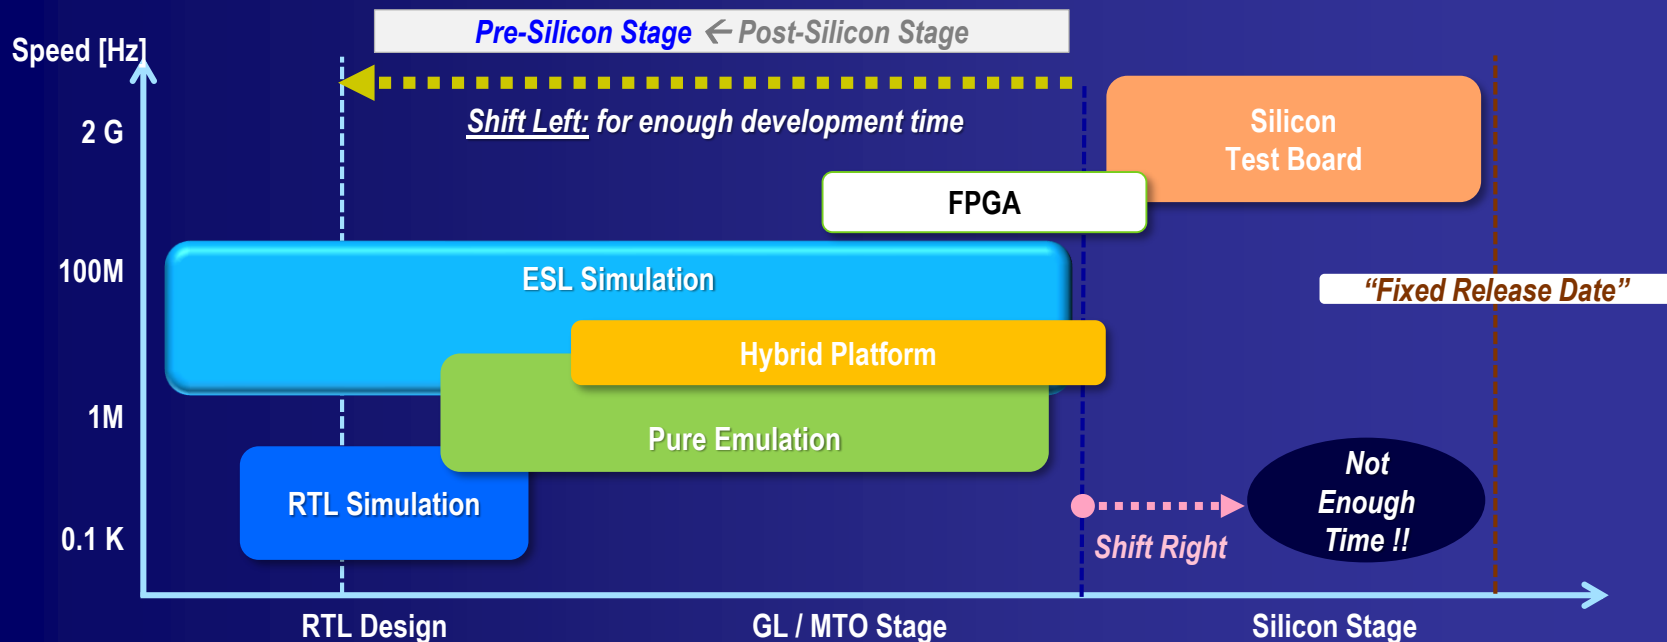 Pre-Silicon Stage ← Post-Silicon Stage
Speed [Hz]
Shift Left: for enough development time
2 G
Silicon
Test Board
FPGA
100M
ESL Simulation
“Fixed Release Date”
Hybrid Platform
1M
Pure Emulation
RTL Simulation
Not
Enough
Time !!
0.1 K
Shift Right
RTL Design
GL / MTO Stage
Silicon Stage